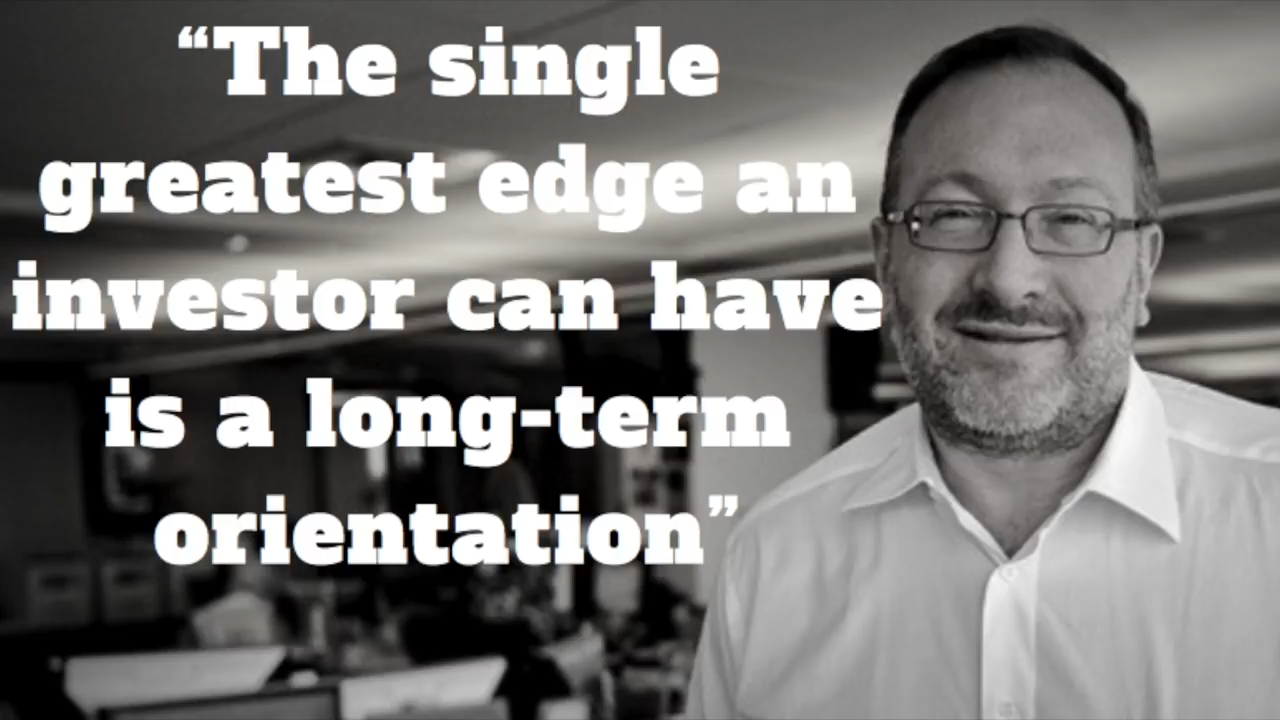 “The single
greatest edge an
investor can have
is a long-term
orientation”